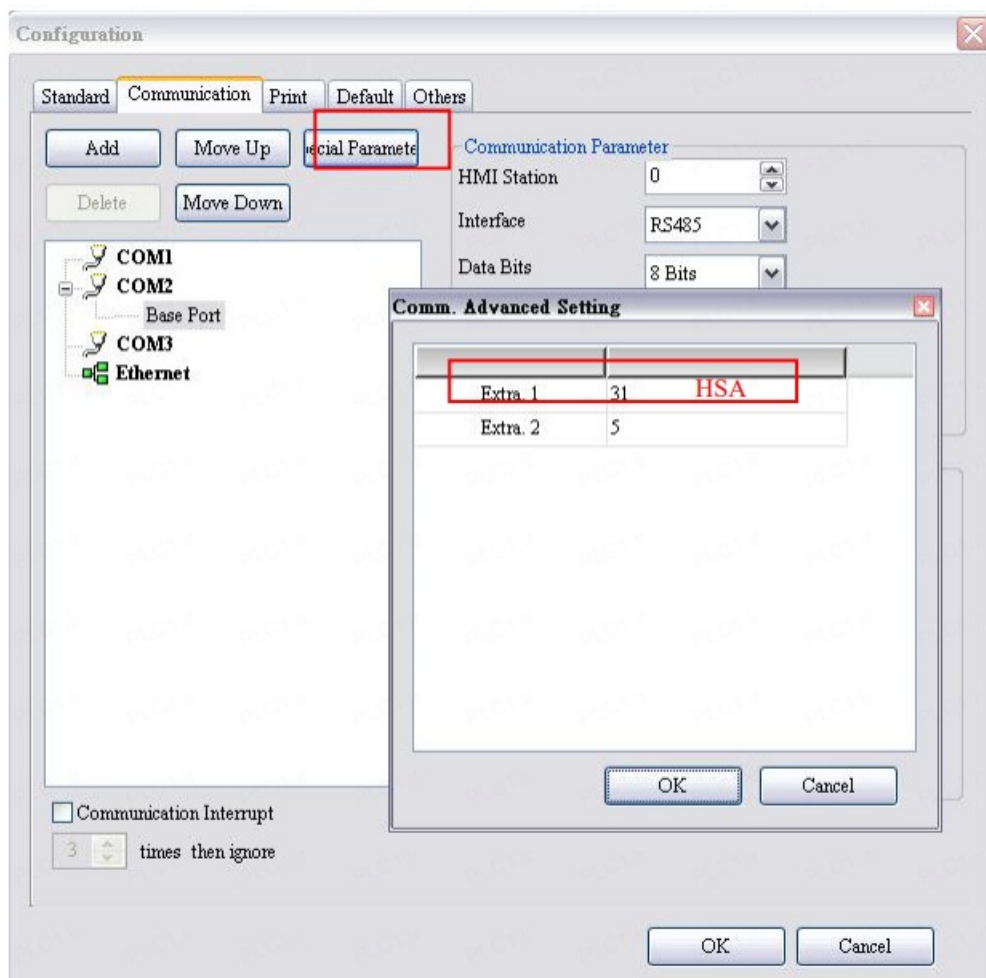 Configuration
Standard Communication Print Default Others
Add Move Up ecial Paramete
Delete Move Down
COM1
COM2
Base Port
COM3
Ethernet
Communication Interrupt
3 times then ignore
Communication Parameter
HMI Station 0
Interface RS485
Data Bits 8 Bits
Comm. Advanced Setting
Extra. 1 31 HSA
Extra. 2 5
OK Cancel
OK Cancel